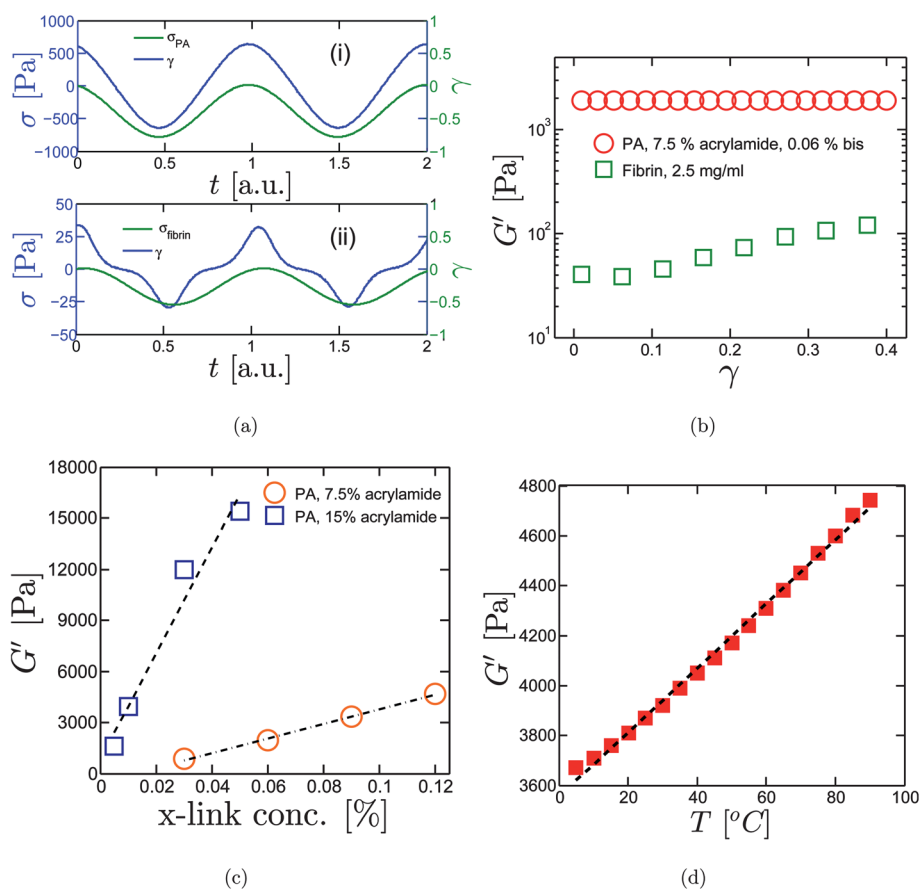 1000
500
0
−500
−1000
σ [Pa]
σPA
γ
(i)
1
0.5
0
−0.5
−1
γ
0 0.5 1 1.5 2
t [a.u.]
50
25
0
−25
−50
σ [Pa]
σfibrin
γ
(ii)
1
0.5
0
−0.5
−1
γ
0 0.5 1 1.5 2
t [a.u.]
(a)
10³
10²
10¹
G′ [Pa]
PA, 7.5 % acrylamide, 0.06 % bis
Fibrin, 2.5 mg/ml
0 0.1 0.2 0.3 0.4
γ
(b)
18000
15000
12000
9000
6000
3000
0
G′ [Pa]
PA, 7.5% acrylamide
PA, 15% acrylamide
0 0.02 0.04 0.06 0.08 0.10 0.12
x-link conc. [%]
(c)
4800
4600
4400
4200
4000
3800
3600
G′ [Pa]
0 20 40 60 80 100
T [°C]
(d)